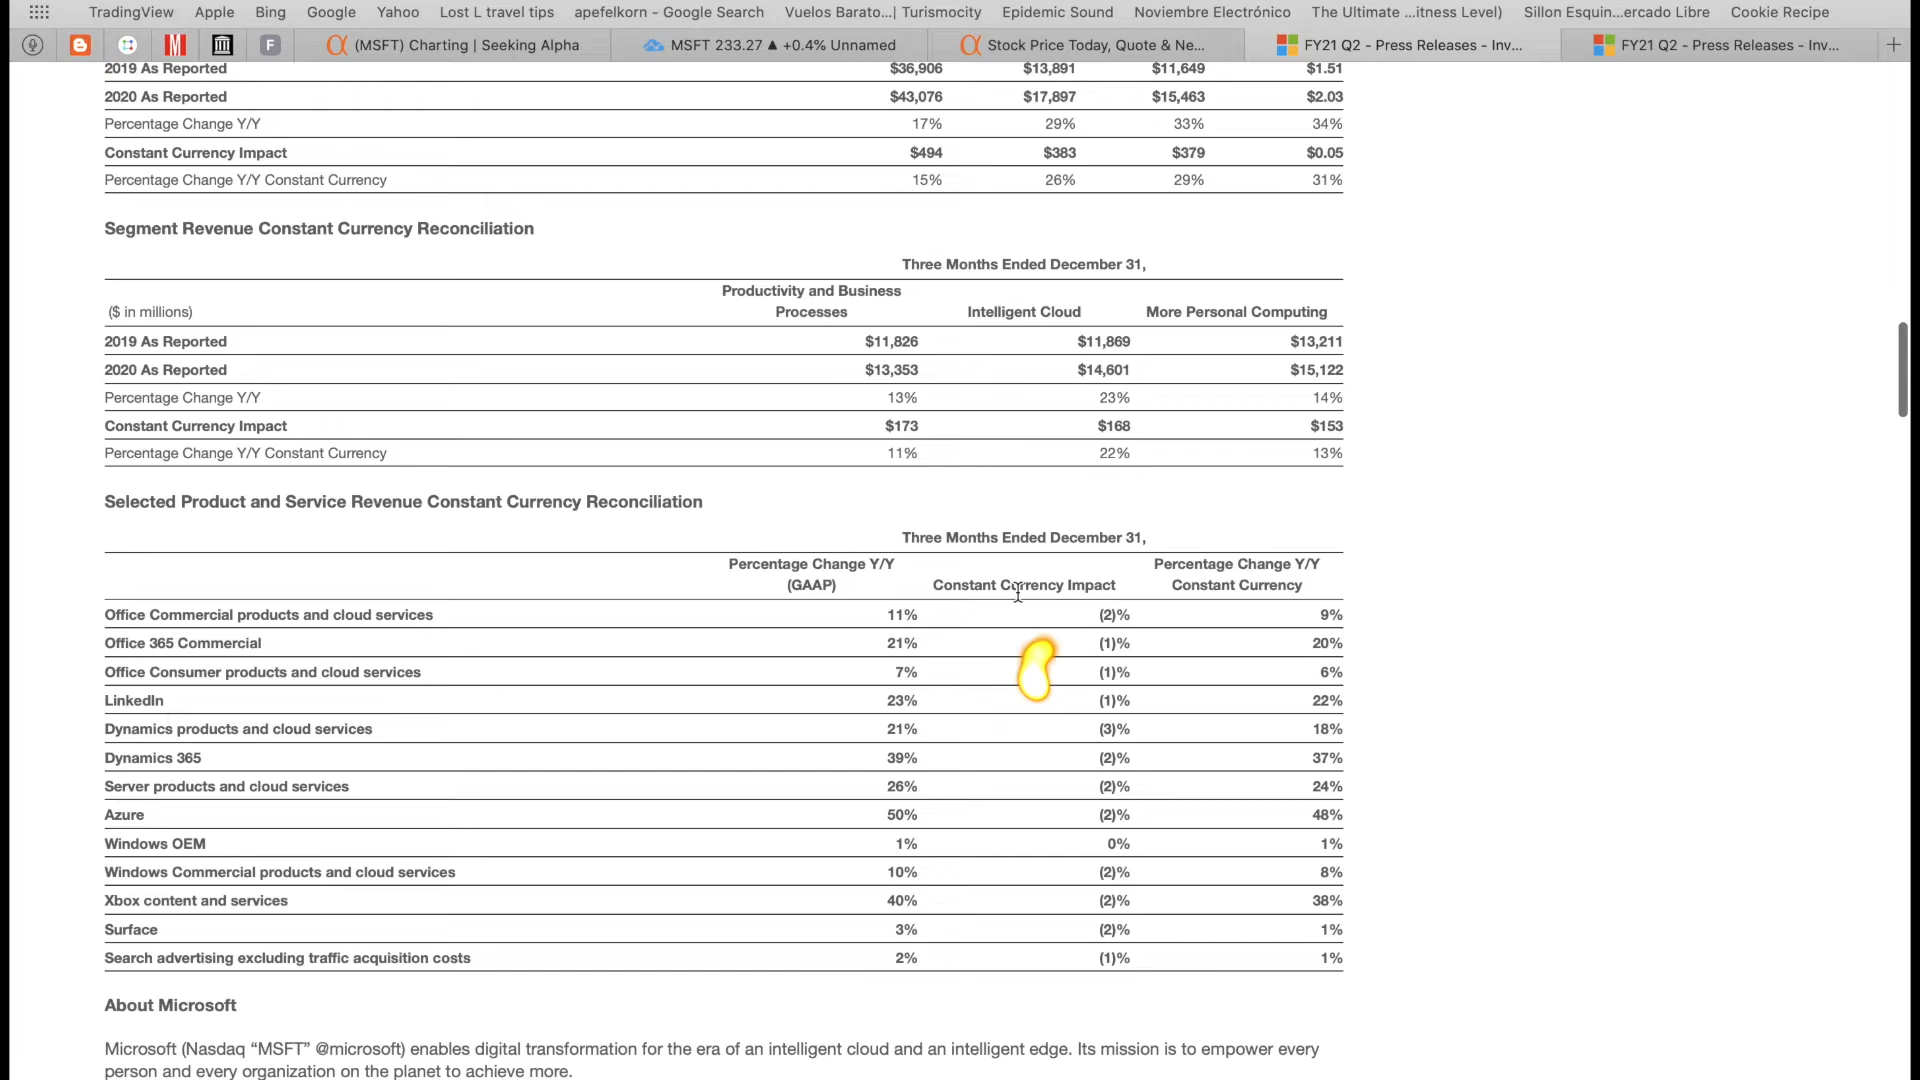 TradingView Apple Bing Google Yahoo Lost L travel tips apefelkorn - Google Search Vuelos Barato...| Turismocity Epidemic Sound Noviembre Electrónico The Ultimate ...itness Level) Sillon Esquin...ercado Libre Cookie Recipe
F (MSFT) Charting | Seeking Alpha MSFT 233.27 ▲ +0.4% Unnamed Stock Price Today, Quote & Ne... FY21 Q2 - Press Releases - Inv... FY21 Q2 - Press Releases - Inv...
2019 As Reported $36,906 $13,891 $11,649 $1.51
2020 As Reported $43,076 $17,897 $15,463 $2.03
Percentage Change Y/Y 17% 29% 33% 34%
Constant Currency Impact $494 $383 $379 $0.05
Percentage Change Y/Y Constant Currency 15% 26% 29% 31%
Segment Revenue Constant Currency Reconciliation
Three Months Ended December 31,
Productivity and Business
($ in millions) Processes Intelligent Cloud More Personal Computing
2019 As Reported $11,826 $11,869 $13,211
2020 As Reported $13,353 $14,601 $15,122
Percentage Change Y/Y 13% 23% 14%
Constant Currency Impact $173 $168 $153
Percentage Change Y/Y Constant Currency 11% 22% 13%
Selected Product and Service Revenue Constant Currency Reconciliation
Three Months Ended December 31,
Percentage Change Y/Y Percentage Change Y/Y
(GAAP) Constant Currency Impact Constant Currency
Office Commercial products and cloud services 11% (2)% 9%
Office 365 Commercial 21% (1)% 20%
Office Consumer products and cloud services 7% (1)% 6%
LinkedIn 23% (1)% 22%
Dynamics products and cloud services 21% (3)% 18%
Dynamics 365 39% (2)% 37%
Server products and cloud services 26% (2)% 24%
Azure 50% (2)% 48%
Windows OEM 1% 0% 1%
Windows Commercial products and cloud services 10% (2)% 8%
Xbox content and services 40% (2)% 38%
Surface 3% (2)% 1%
Search advertising excluding traffic acquisition costs 2% (1)% 1%
About Microsoft
Microsoft (Nasdaq “MSFT” @microsoft) enables digital transformation for the era of an intelligent cloud and an intelligent edge. Its mission is to empower every
person and every organization on the planet to achieve more.